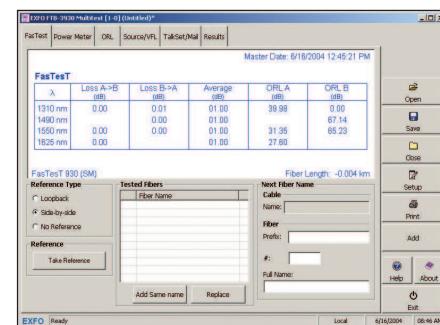 EXFO FTB-3930 Multitest [1-0] (Untitled)*
FasTest Power Meter ORL Source/VFL TalkSet/Mail Results
Master Date: 6/16/2004 12:45:21 PM
FasTesT
λ Loss A->B (dB) Loss B->A (dB) Average (dB) ORL A (dB) ORL B (dB)
1310 nm 0.00 0.01 01.00 39.98 0.00
1490 nm 0.00 01.00 67.14
1550 nm 0.00 0.00 01.00 31.35 65.23
1625 nm 0.00 01.00 27.60
FasTesT 930 (SM) Fiber Length: -0.004 km
Reference Type
Loopback
Side-by-side
No Reference
Reference
Take Reference
Tested Fibers
Fiber Name
Add Same name Replace
Next Fiber Name
Cable
Name:
Fiber
Prefix:
#:
Full Name:
Open
Save
Close
Setup
Print
Add
Help About
Exit
EXFO Ready Local 6/16/2004 08:46 AM